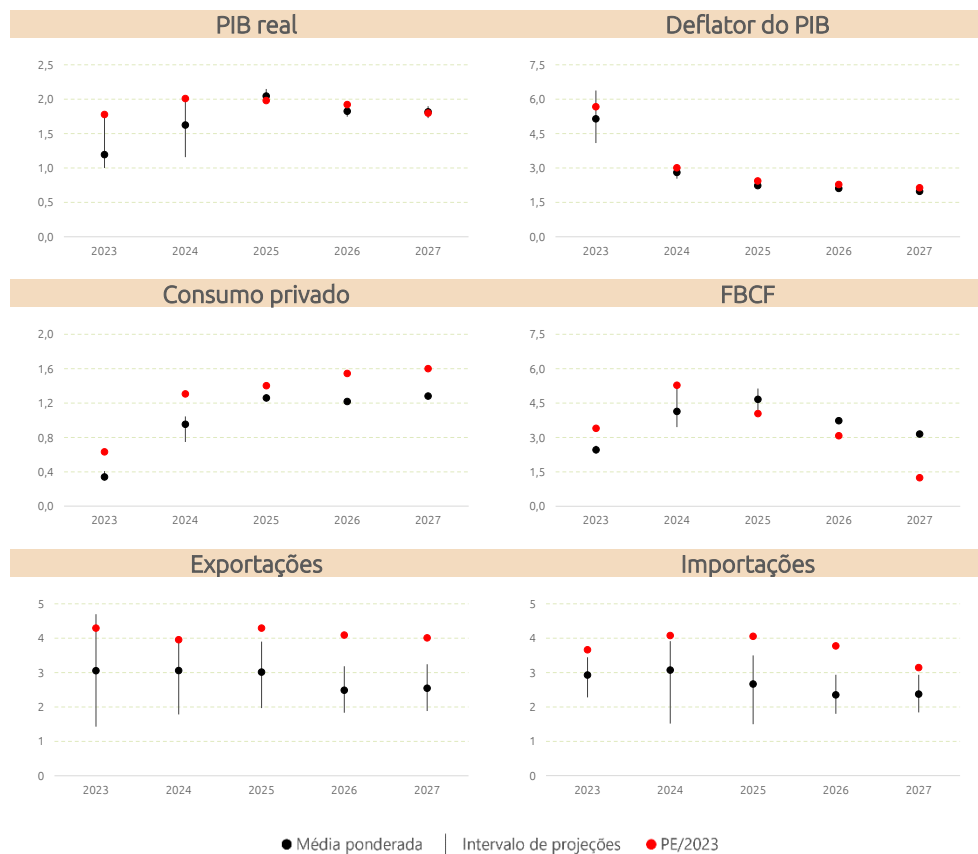 PIB real
Deflator do PIB
2,5
2,0
1,5
1,0
0,5
0,0
2023 2024 2025 2026 2027
7,5
6,0
4,5
3,0
1,5
0,0
2023 2024 2025 2026 2027
Consumo privado
FBCF
2,0
1,6
1,2
0,8
0,4
0,0
2023 2024 2025 2026 2027
7,5
6,0
4,5
3,0
1,5
0,0
2023 2024 2025 2026 2027
Exportações
Importações
5
4
3
2
1
0
2023 2024 2025 2026 2027
5
4
3
2
1
0
2023 2024 2025 2026 2027
Média ponderada Intervalo de projeções PE/2023